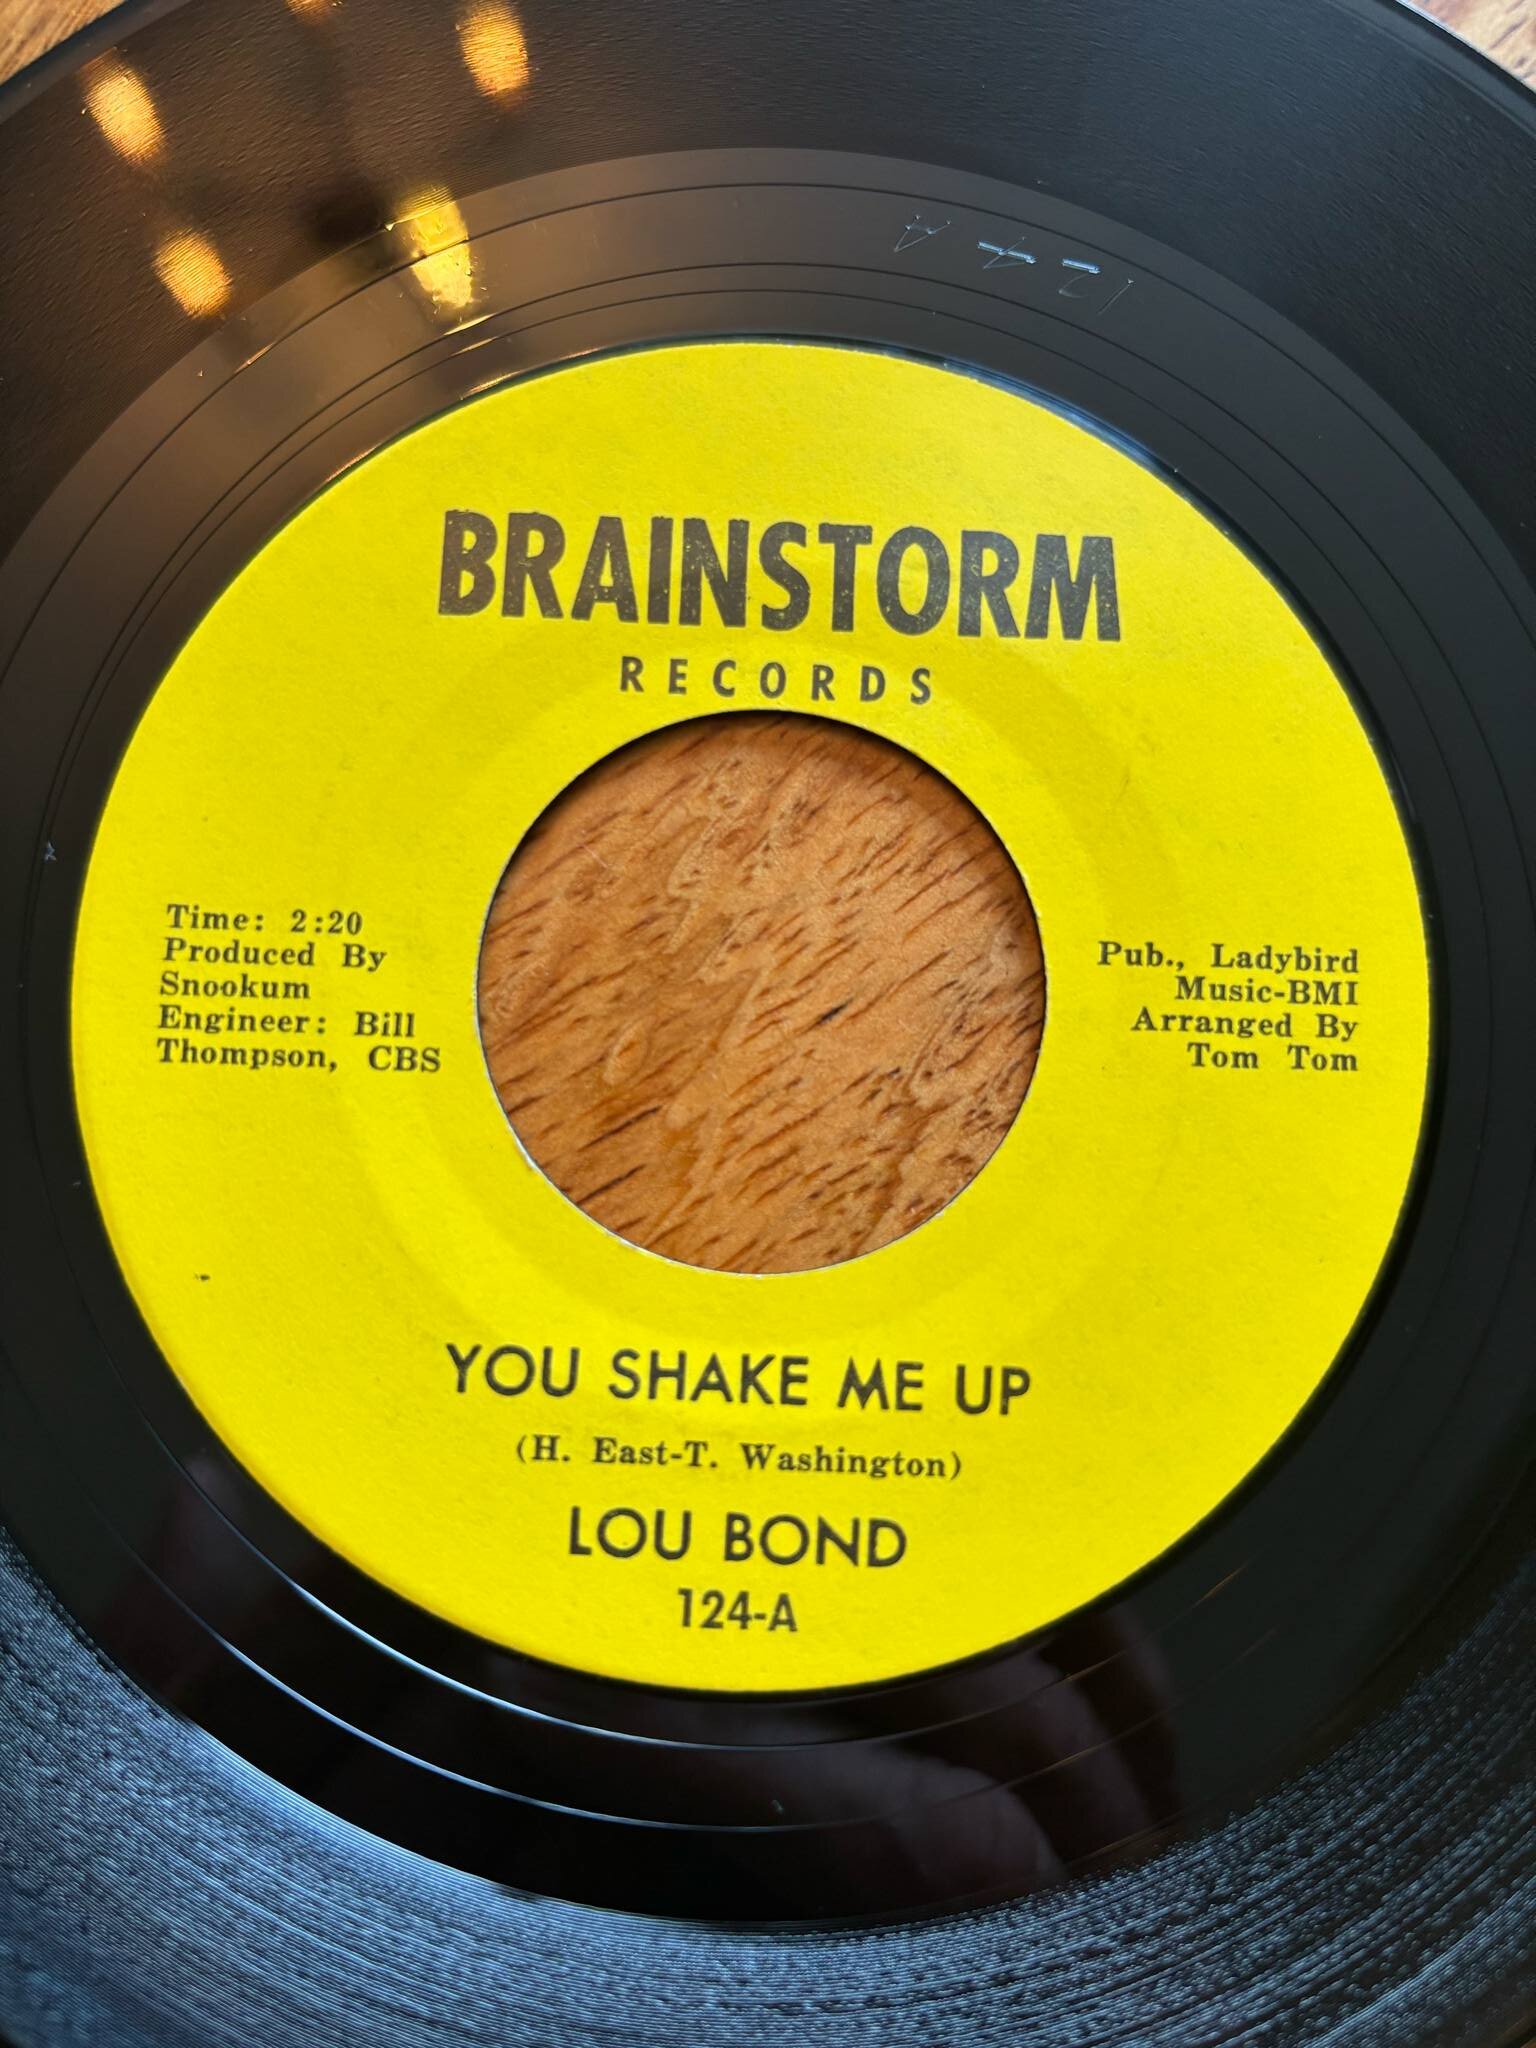 124 A
BRAINSTORM
RECORDS
Time: 2:20
Produced By
Snookum
Engineer: Bill
Thompson, CBS
Pub., Ladybird
Music-BMI
Arranged By
Tom Tom
YOU SHAKE ME UP
(H. East-T. Washington)
LOU BOND
124-A